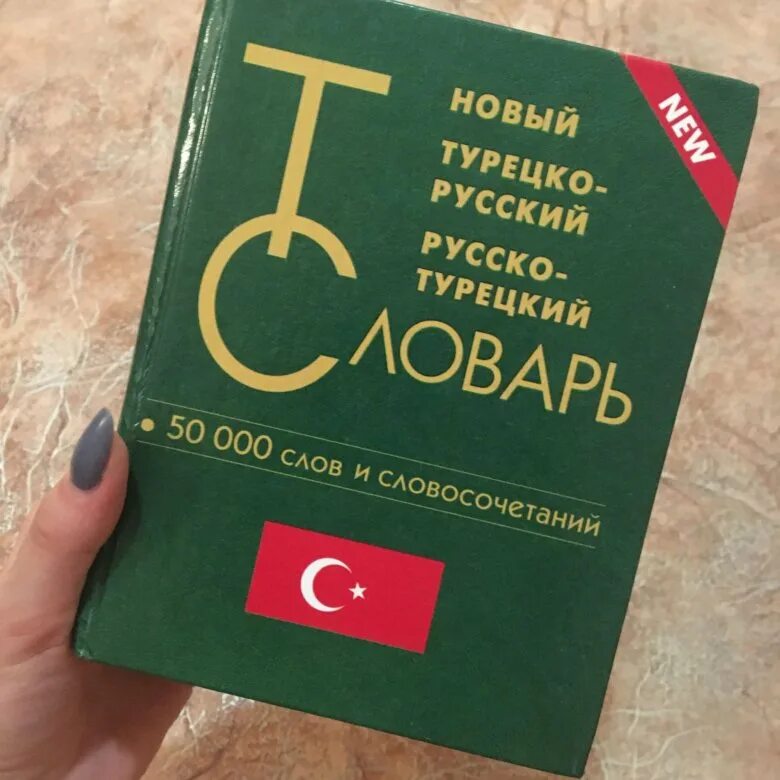 Т
НОВЫЙ
ТУРЕЦКО-
РУССКИЙ
РУССКО-
ТУРЕЦКИЙ
СЛОВАРЬ
• 50 000 слов и словосочетаний
NEW